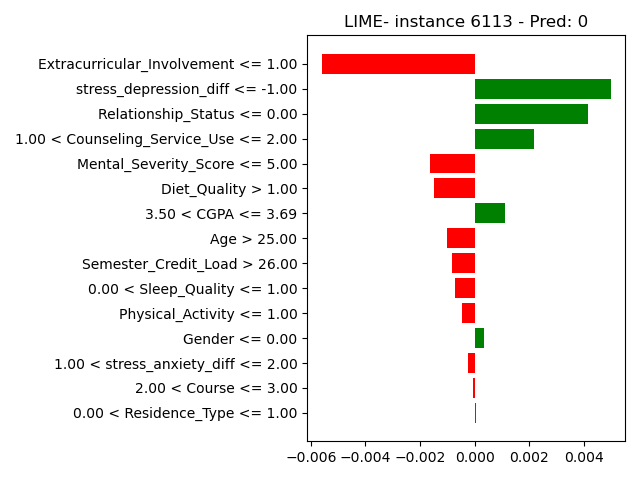 LIME- instance 6113 - Pred: 0
Extracurricular_Involvement <= 1.00
stress_depression_diff <= -1.00
Relationship_Status <= 0.00
1.00 < Counseling_Service_Use <= 2.00
Mental_Severity_Score <= 5.00
Diet_Quality > 1.00
3.50 < CGPA <= 3.69
Age > 25.00
Semester_Credit_Load > 26.00
0.00 < Sleep_Quality <= 1.00
Physical_Activity <= 1.00
Gender <= 0.00
1.00 < stress_anxiety_diff <= 2.00
2.00 < Course <= 3.00
0.00 < Residence_Type <= 1.00
−0.006 −0.004 −0.002 0.000 0.002 0.004